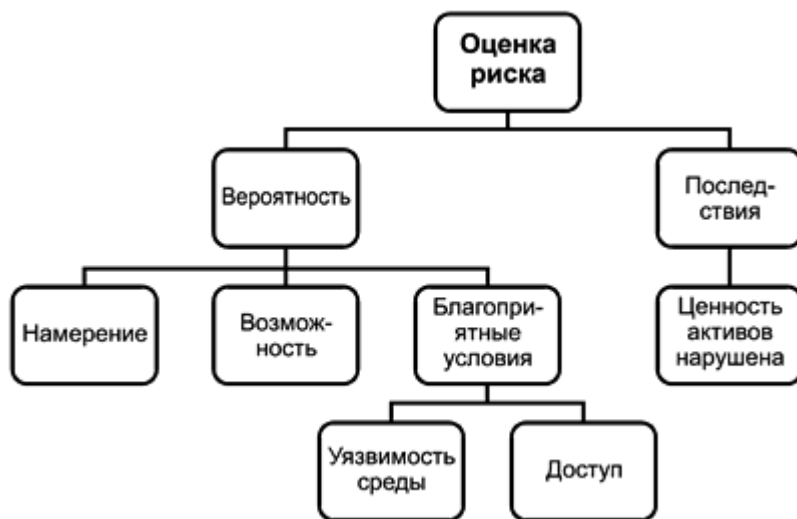 Оценка
риска
Вероятность
Послед-
ствия
Намерение
Возмож-
ность
Благопри-
ятные
условия
Ценность
активов
нарушена
Уязвимость
среды
Доступ